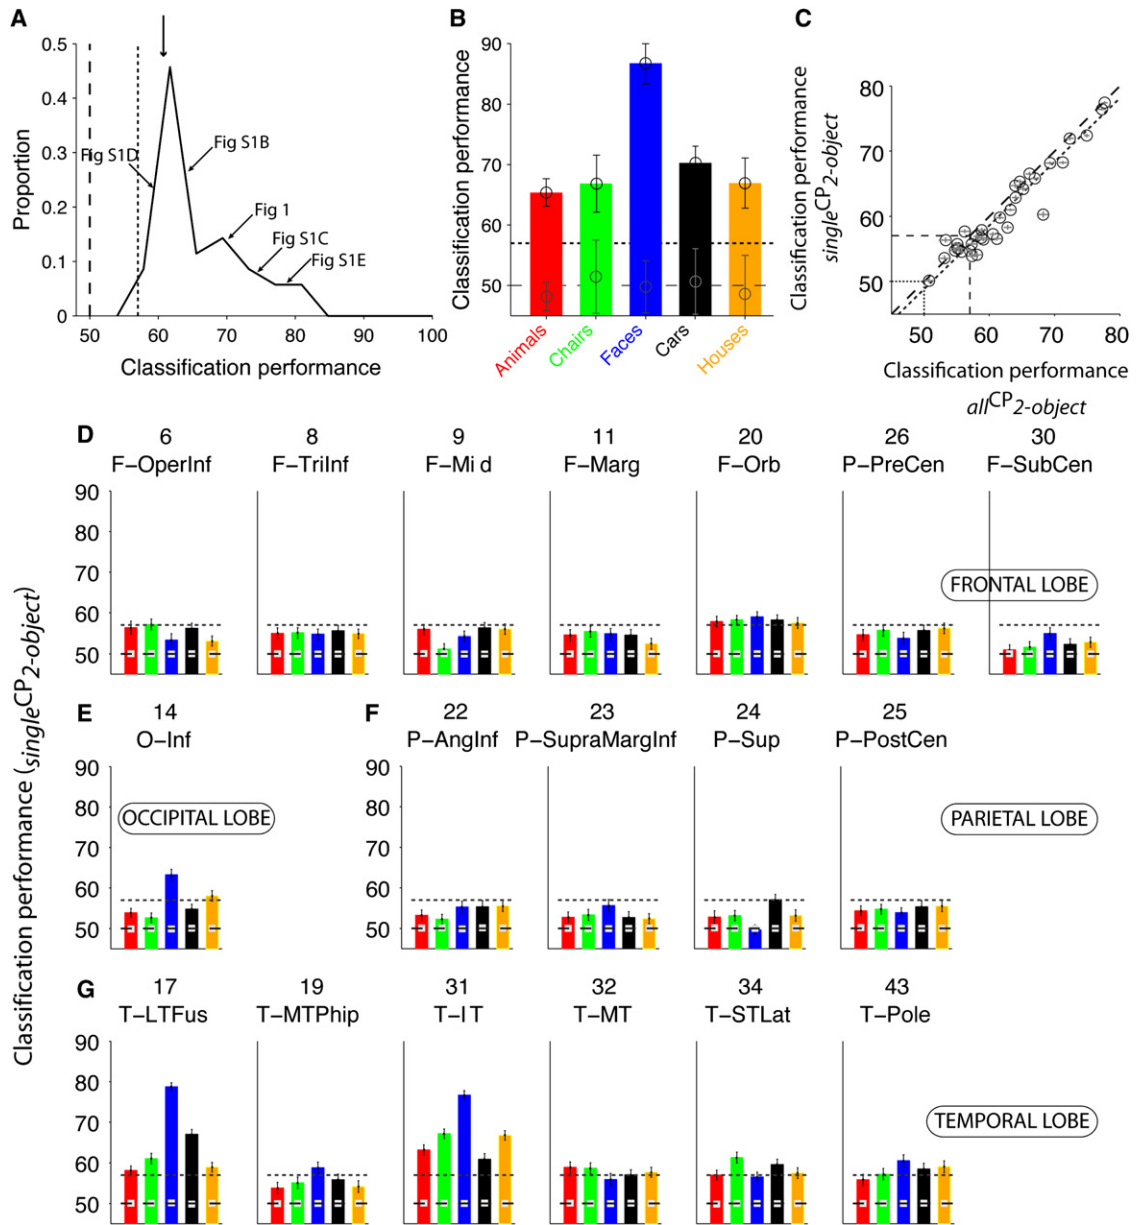 A
B
C
0.5
0.4
0.3
0.2
0.1
0
Proportion
50
60
70
80
90
100
Classification performance
Fig S1D
Fig S1B
Fig 1
Fig S1C
Fig S1E
90
80
70
60
50
Classification performance
Animals
Chairs
Faces
Cars
Houses
80
70
60
50
Classification performance
singleCP2-object
50
60
70
80
Classification performance
allCP2-object
Classification performance (singleCP2-object)
D
6
F-OperInf
8
F-TriInf
9
F-Mi d
11
F-Marg
20
F-Orb
26
P-PreCen
30
F-SubCen
90
80
70
60
50
FRONTAL LOBE
E
14
O-Inf
F
22
P-AngInf
23
P-SupraMargInf
24
P-Sup
25
P-PostCen
90
80
70
60
50
OCCIPITAL LOBE
PARIETAL LOBE
G
17
T-LTFus
19
T-MTPhip
31
T-I T
32
T-MT
34
T-STLat
43
T-Pole
90
80
70
60
50
TEMPORAL LOBE